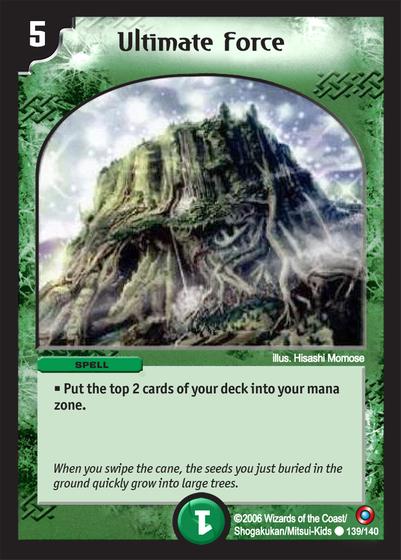 5
Ultimate Force
illus. Hisashi Momose
SPELL
▪ Put the top 2 cards of your deck into your mana
zone.
When you swipe the cane, the seeds you just buried in the
ground quickly grow into large trees.
1
©2006 Wizards of the Coast/
Shogakukan/Mitsui-Kids ● 139/140